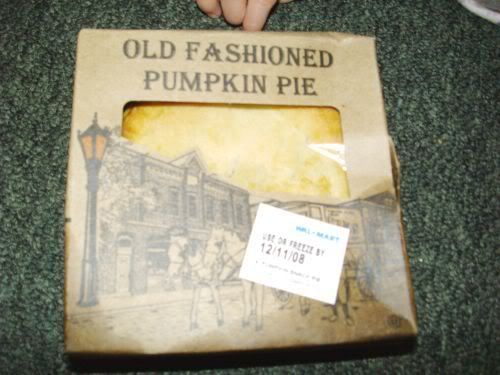 OLD FASHIONED
PUMPKIN PIE
WAL-MART
USE OR FREEZE BY
12/11/08